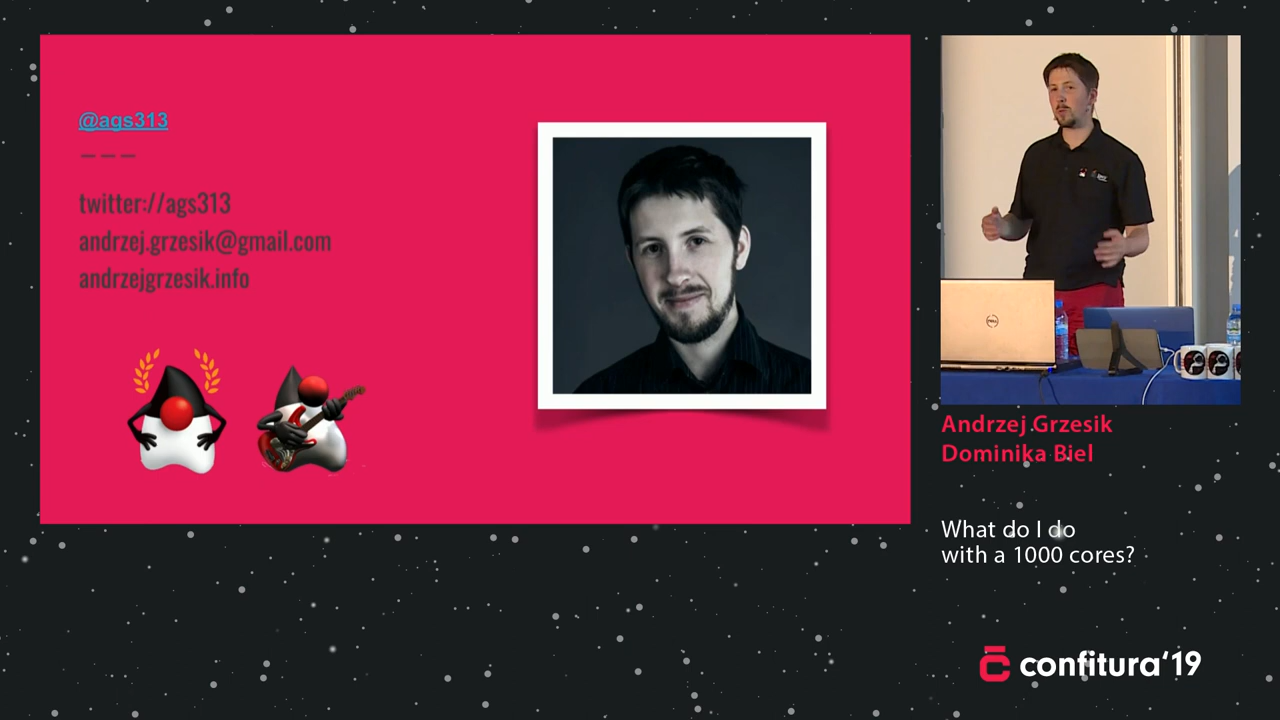 @ags313
– – –
twitter://ags313
andrzej.grzesik@gmail.com
andrzejgrzesik.info
DELL
Andrzej Grzesik
Dominika Biel
What do I do
with a 1000 cores?
confitura'19